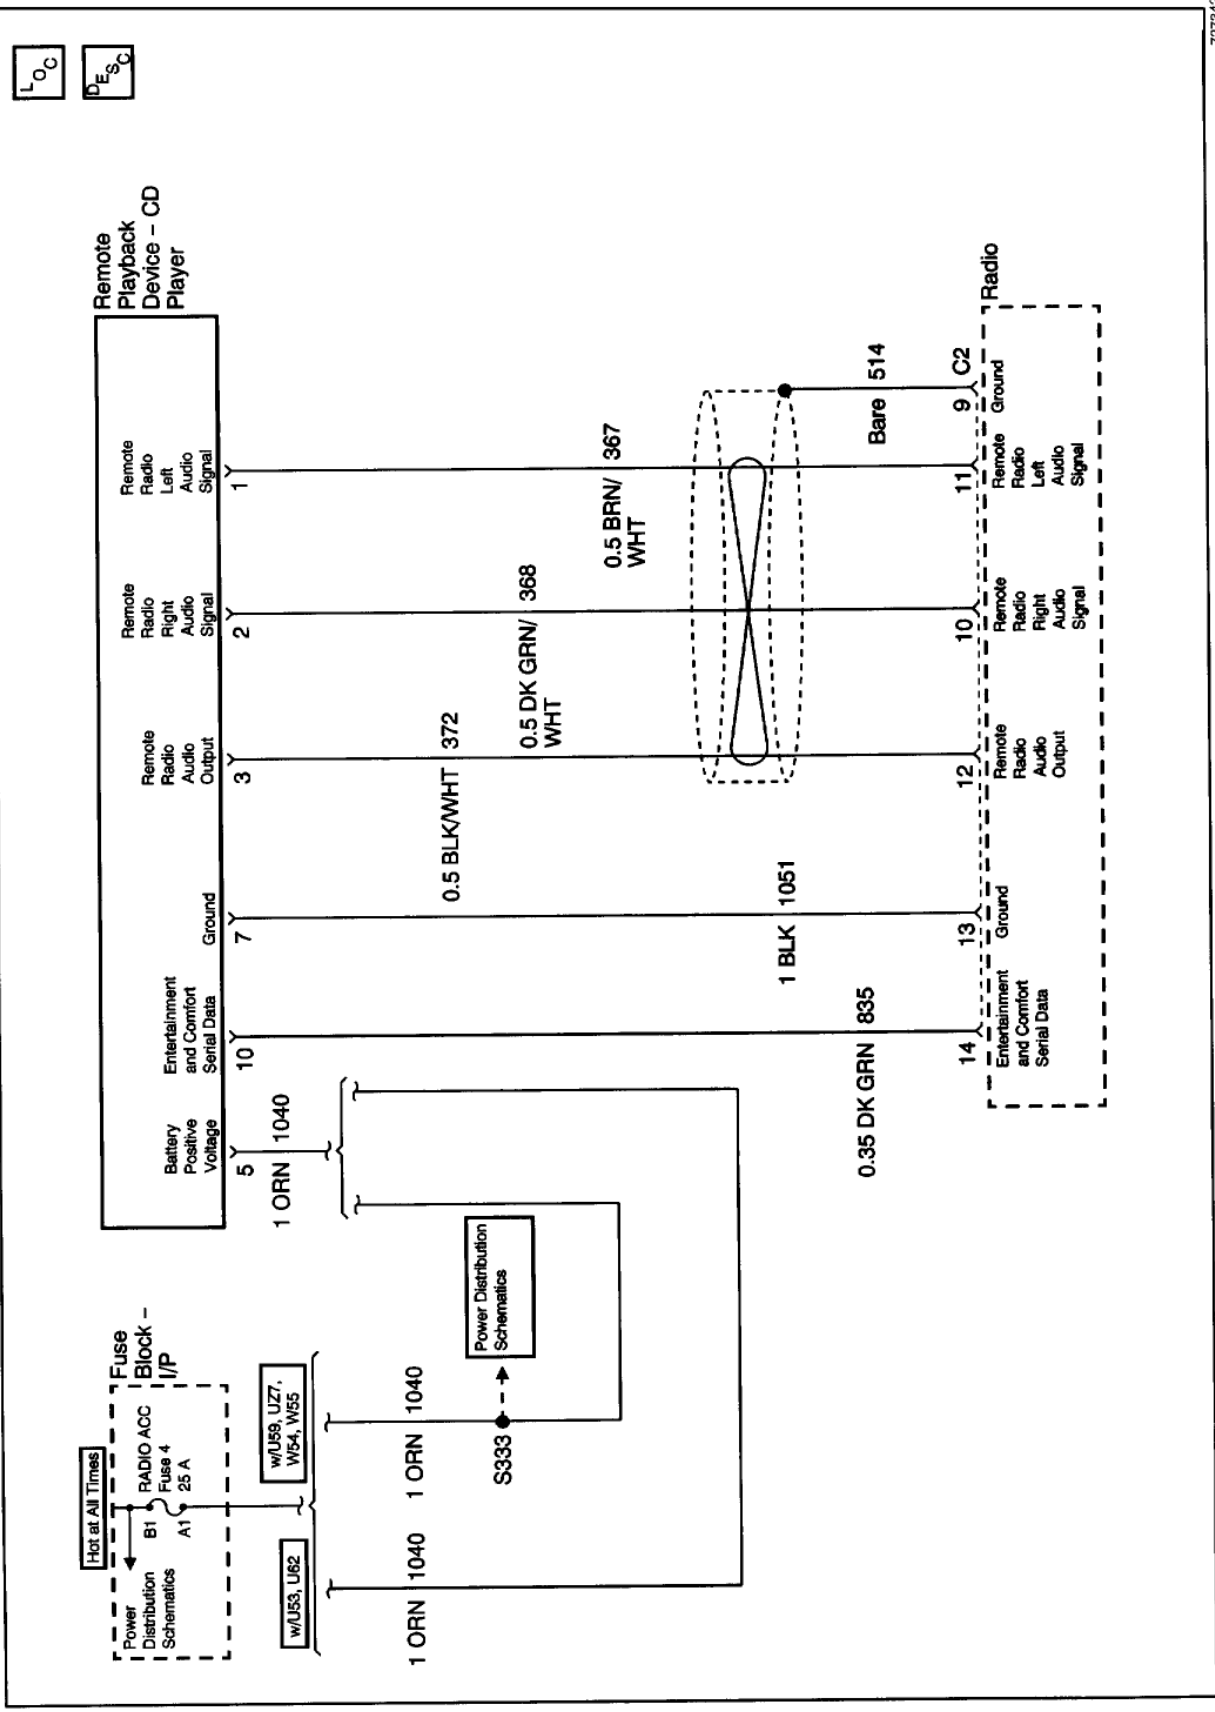 LOC
DESC
Hot at All Times
Power
Distribution
Schematics
B1
A1
RADIO ACC
Fuse 4
25 A
Fuse
Block –
I/P
w/U53, U62
w/U59, UZ7,
W54, W55
1 ORN 1040
1 ORN 1040
S333
Power Distribution
Schematics
Remote
Playback
Device – CD
Player
Battery
Positive
Voltage
5
1 ORN 1040
Entertainment
and Comfort
Serial Data
10
Ground
7
Remote
Radio
Audio
Output
3
Remote
Radio
Right
Audio
Signal
2
Remote
Radio
Left
Audio
Signal
1
0.5 BLK/WHT 372
0.5 DK GRN/
WHT
368
0.5 BRN/
WHT
367
1 BLK 1051
0.35 DK GRN 835
Bare 514
14
Entertainment
and Comfort
Serial Data
13
Ground
12
Remote
Radio
Audio
Output
10
Remote
Radio
Right
Audio
Signal
11
Remote
Radio
Left
Audio
Signal
9
C2
Ground
Radio